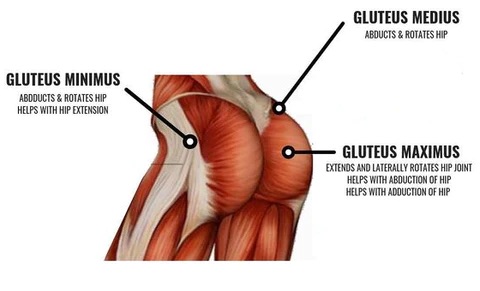 GLUTEUS MEDIUS
ABDUCTS & ROTATES HIP
GLUTEUS MINIMUS
ABDDUCTS & ROTATES HIP
HELPS WITH HIP EXTENSION
GLUTEUS MAXIMUS
EXTENDS AND LATERALLY ROTATES HIP JOINT
HELPS WITH ABDUCTION OF HIP
HELPS WITH ADDUCTION OF HIP